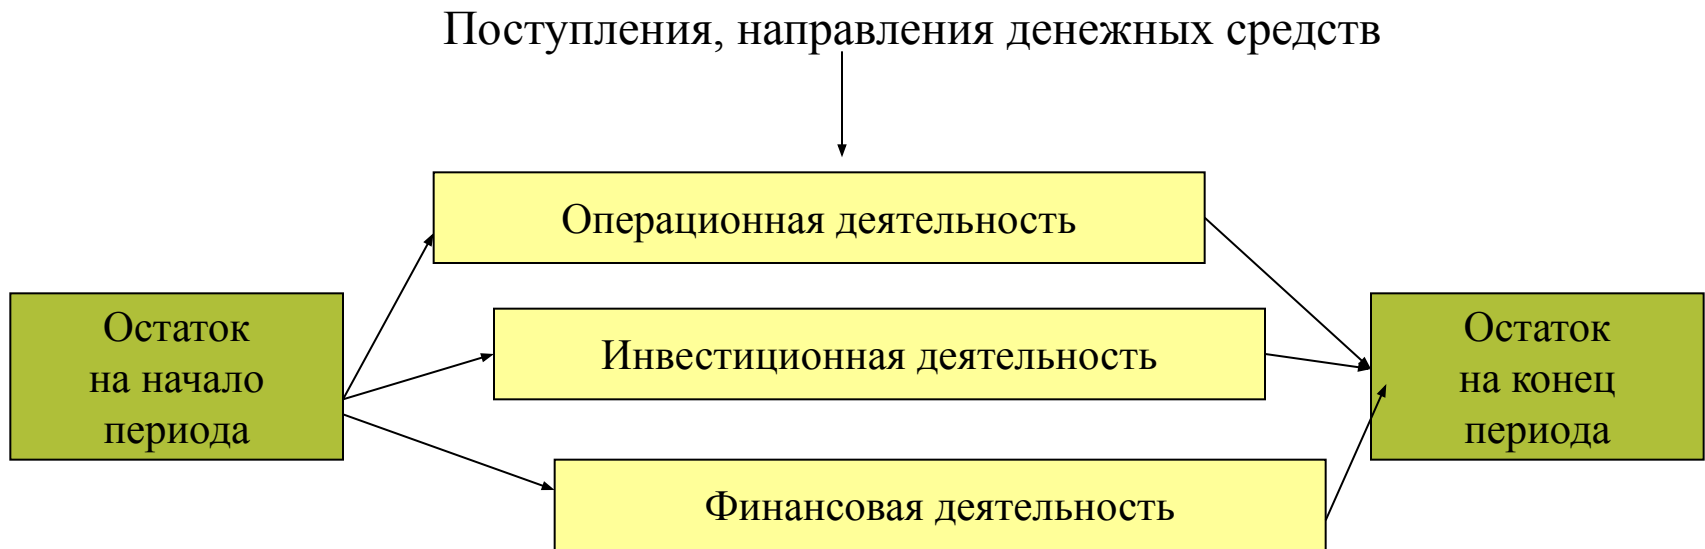 Поступления, направления денежных средств
Операционная деятельность
Остаток
на начало
периода
Инвестиционная деятельность
Остаток
на конец
периода
Финансовая деятельность